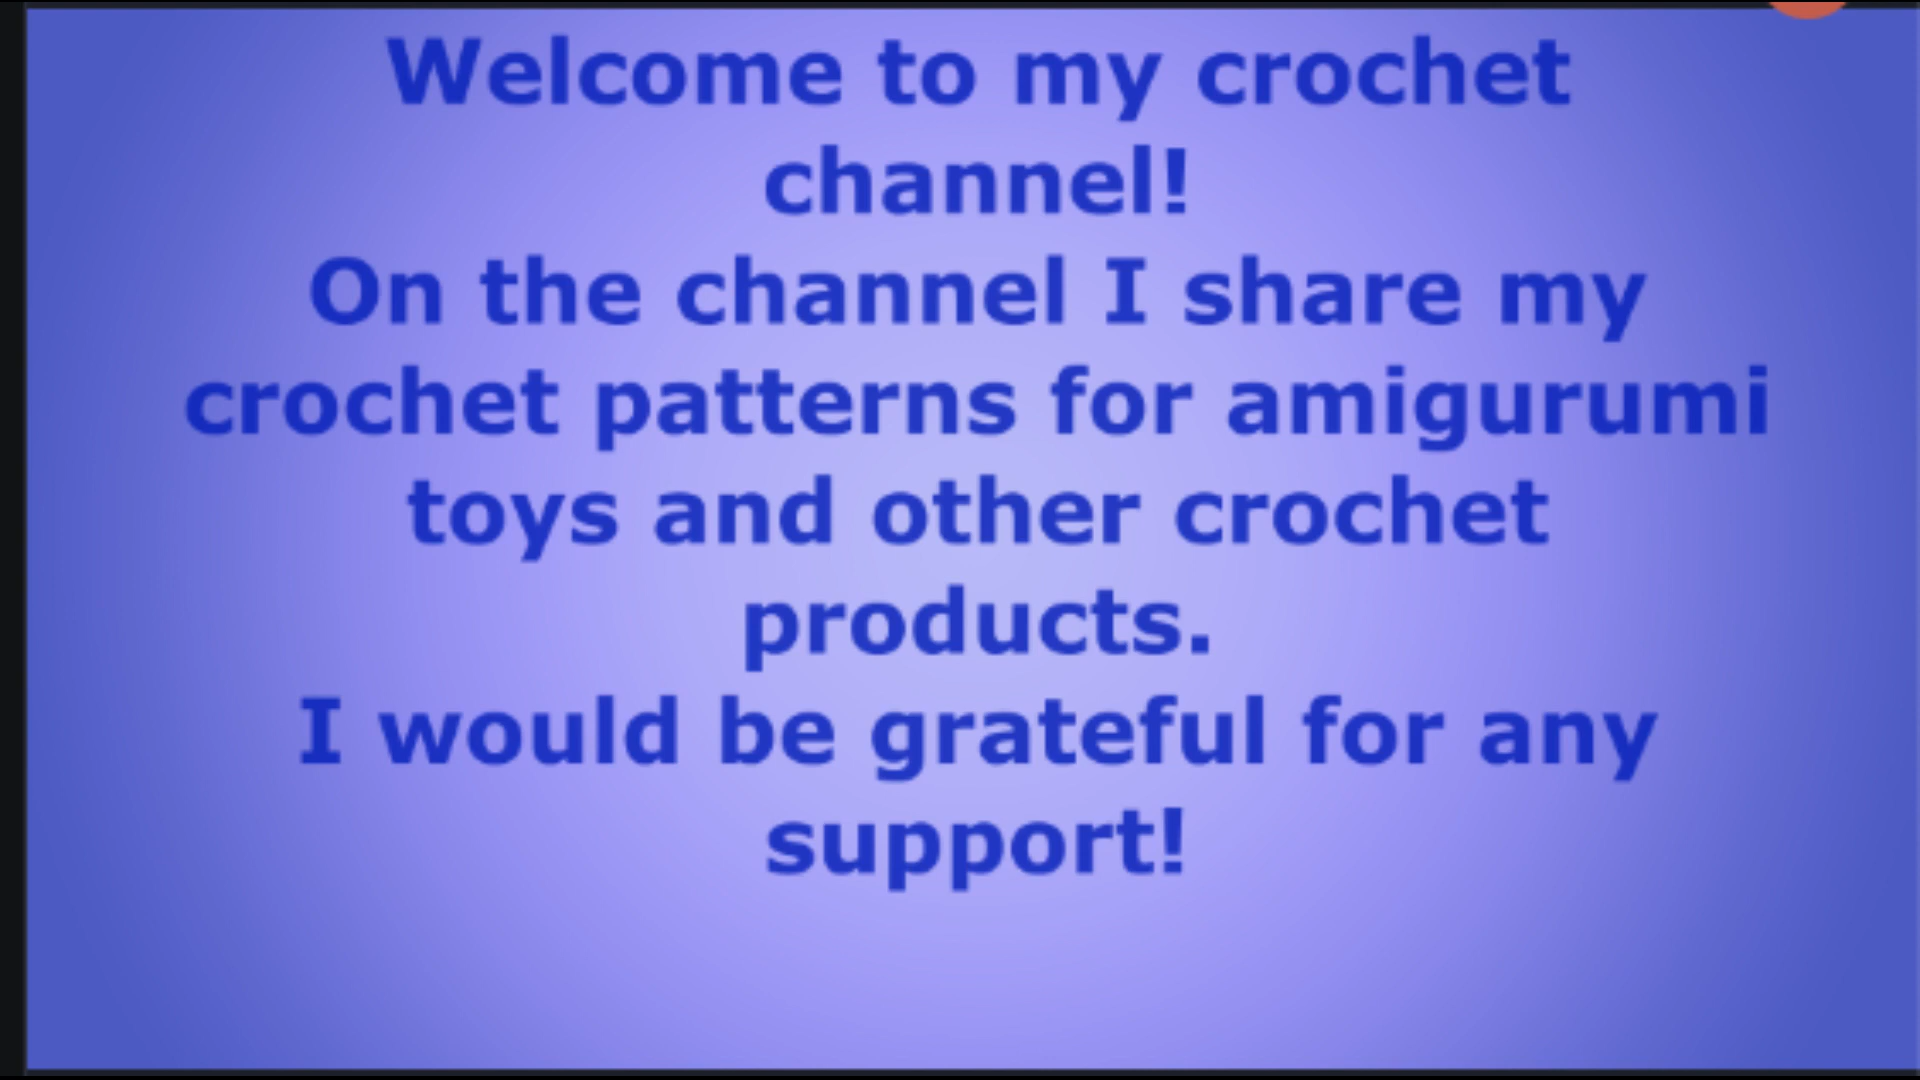 Welcome to my crochet
channel!
On the channel I share my
crochet patterns for amigurumi
toys and other crochet
products.
I would be grateful for any
support!